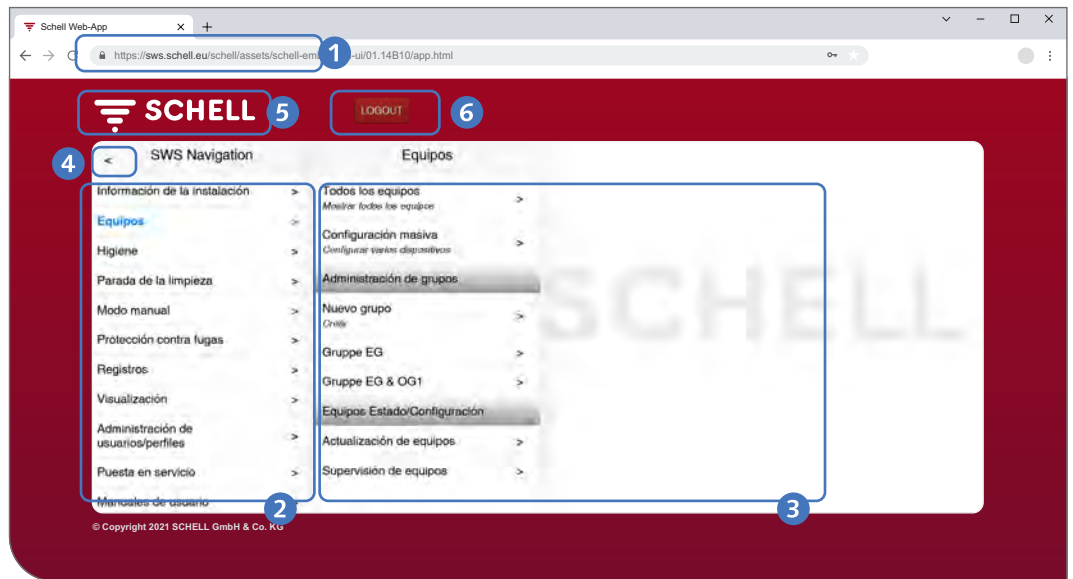 Schell Web-App
https://sws.schell.eu/schell/assets/schell-em
1
-ui/01.14B10/app.html
SCHELL
5
LOGOUT
6
4
< SWS Navigation
Equipos
Información de la instalación >
Equipos >
Higiene >
Parada de la limpieza >
Modo manual >
Protección contra fugas >
Registros >
Visualización >
Administración de
usuarios/perfiles >
Puesta en servicio >
Manuales de usuario
2
Todos los equipos >
Mostrar todos los equipos
Configuración masiva >
Configurar varios dispositivos
Administración de grupos
Nuevo grupo >
Gruppe EG >
Gruppe EG & OG1 >
Equipos Estado/Configuración
Actualización de equipos >
Supervisión de equipos >
3
SCHELL
© Copyright 2021 SCHELL GmbH & Co. KG